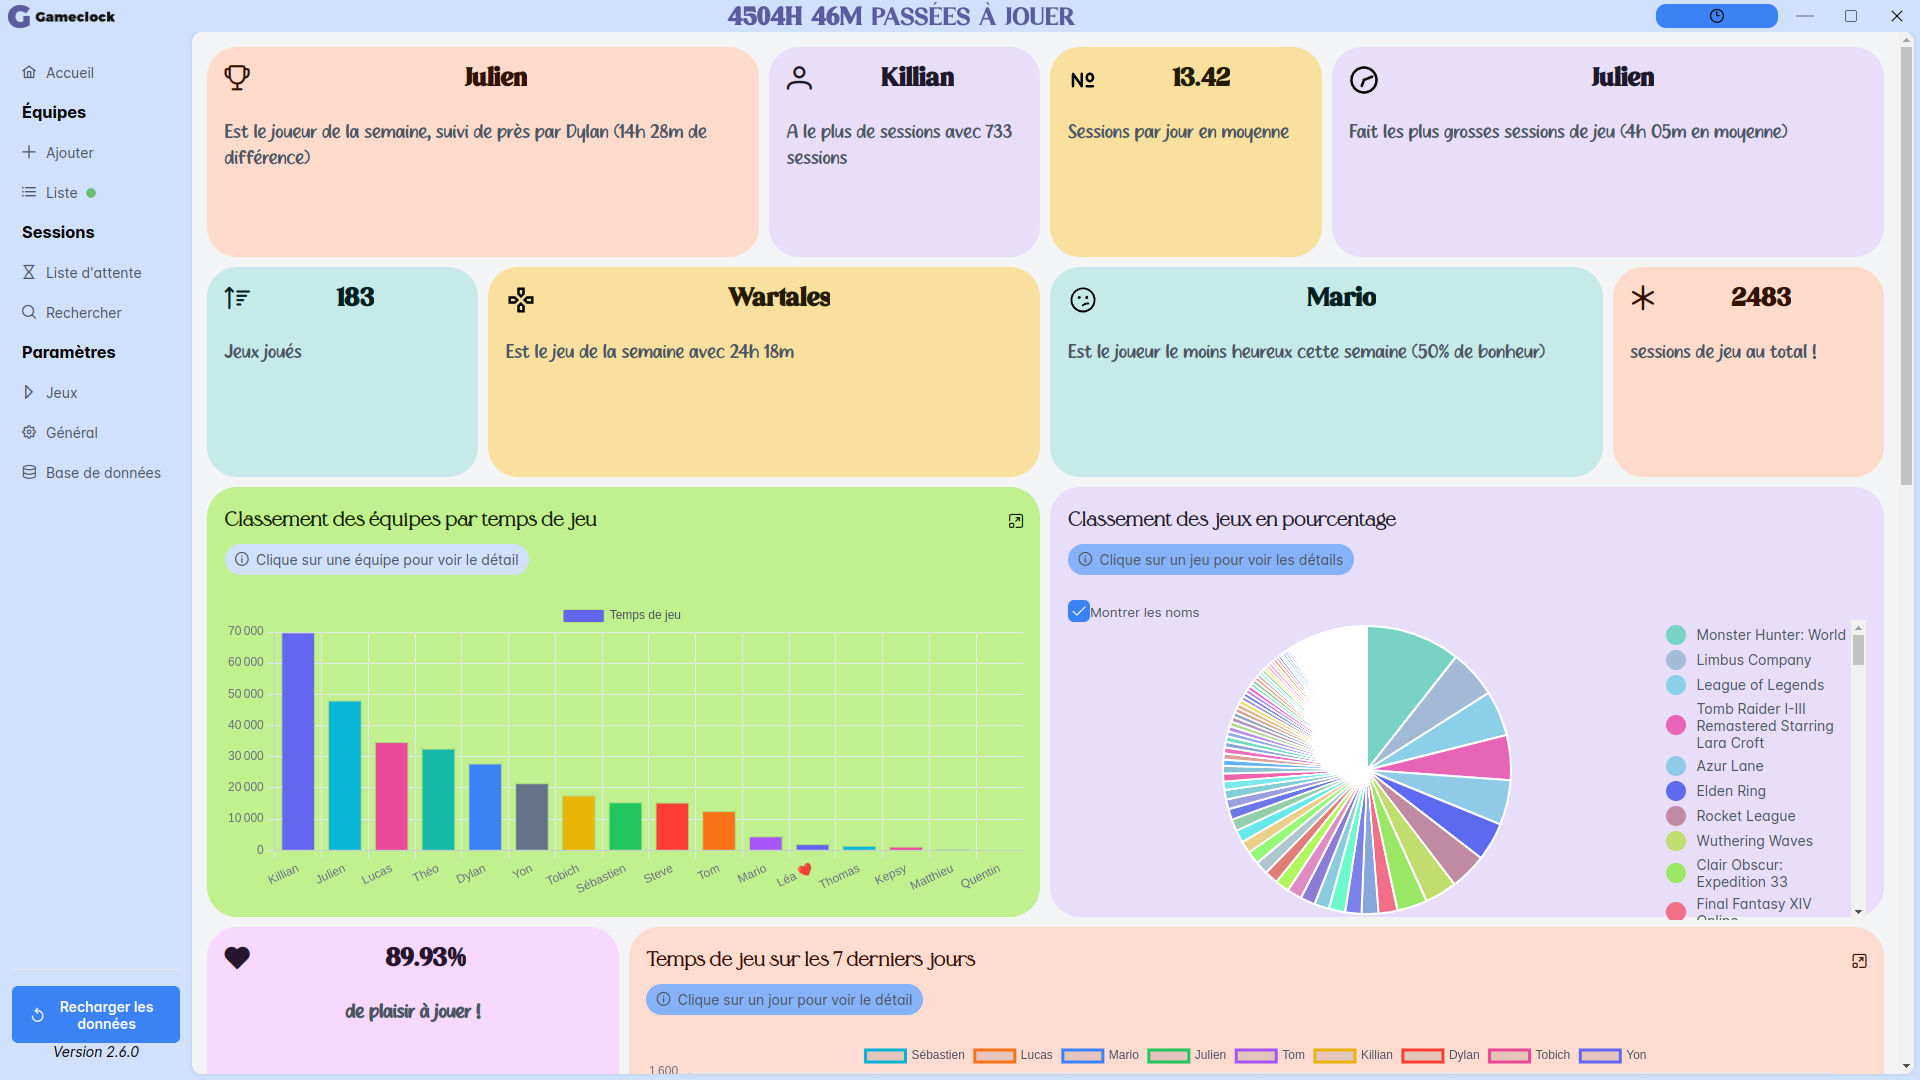 Gameclock
4504H 46M PASSÉES À JOUER
Accueil
Équipes
Ajouter
Liste
Sessions
Liste d'attente
Rechercher
Paramètres
Jeux
Général
Base de données
Recharger les
données
Version 2.6.0
Julien
Est le joueur de la semaine, suivi de près par Dylan (14h 28m de
différence)
Killian
A le plus de sessions avec 733
sessions
Nº
13.42
Sessions par jour en moyenne
Julien
Fait les plus grosses sessions de jeu (4h 05m en moyenne)
183
Jeux joués
Wartales
Est le jeu de la semaine avec 24h 18m
Mario
Est le joueur le moins heureux cette semaine (50% de bonheur)
2483
sessions de jeu au total !
Classement des équipes par temps de jeu
Clique sur une équipe pour voir le détail
Temps de jeu
70 000
60 000
50 000
40 000
30 000
20 000
10 000
0
Killian
Julien
Lucas
Théo
Dylan
Yon
Tobich
Sébastien
Steve
Tom
Mario
Léa ❤️
Thomas
Kepsy
Matthieu
Quentin
Classement des jeux en pourcentage
Clique sur un jeu pour voir les détails
Montrer les noms
Monster Hunter: World
Limbus Company
League of Legends
Tomb Raider I-III
Remastered Starring
Lara Croft
Azur Lane
Elden Ring
Rocket League
Wuthering Waves
Clair Obscur:
Expedition 33
Final Fantasy XIV
Online
89.93%
de plaisir à jouer !
Temps de jeu sur les 7 derniers jours
Clique sur un jour pour voir le détail
Sébastien
Lucas
Mario
Julien
Tom
Killian
Dylan
Tobich
Yon
1 600